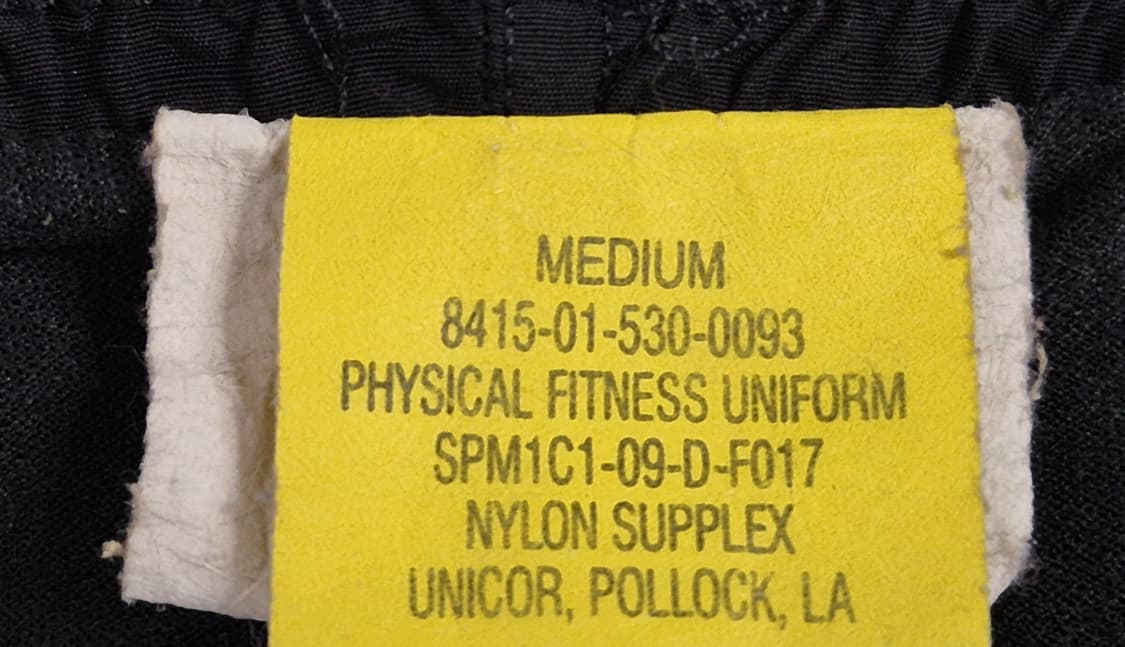 MEDIUM
8415-01-530-0093
PHYSICAL FITNESS UNIFORM
SPM1C1-09-D-F017
NYLON SUPPLEX
UNICOR, POLLOCK, LA